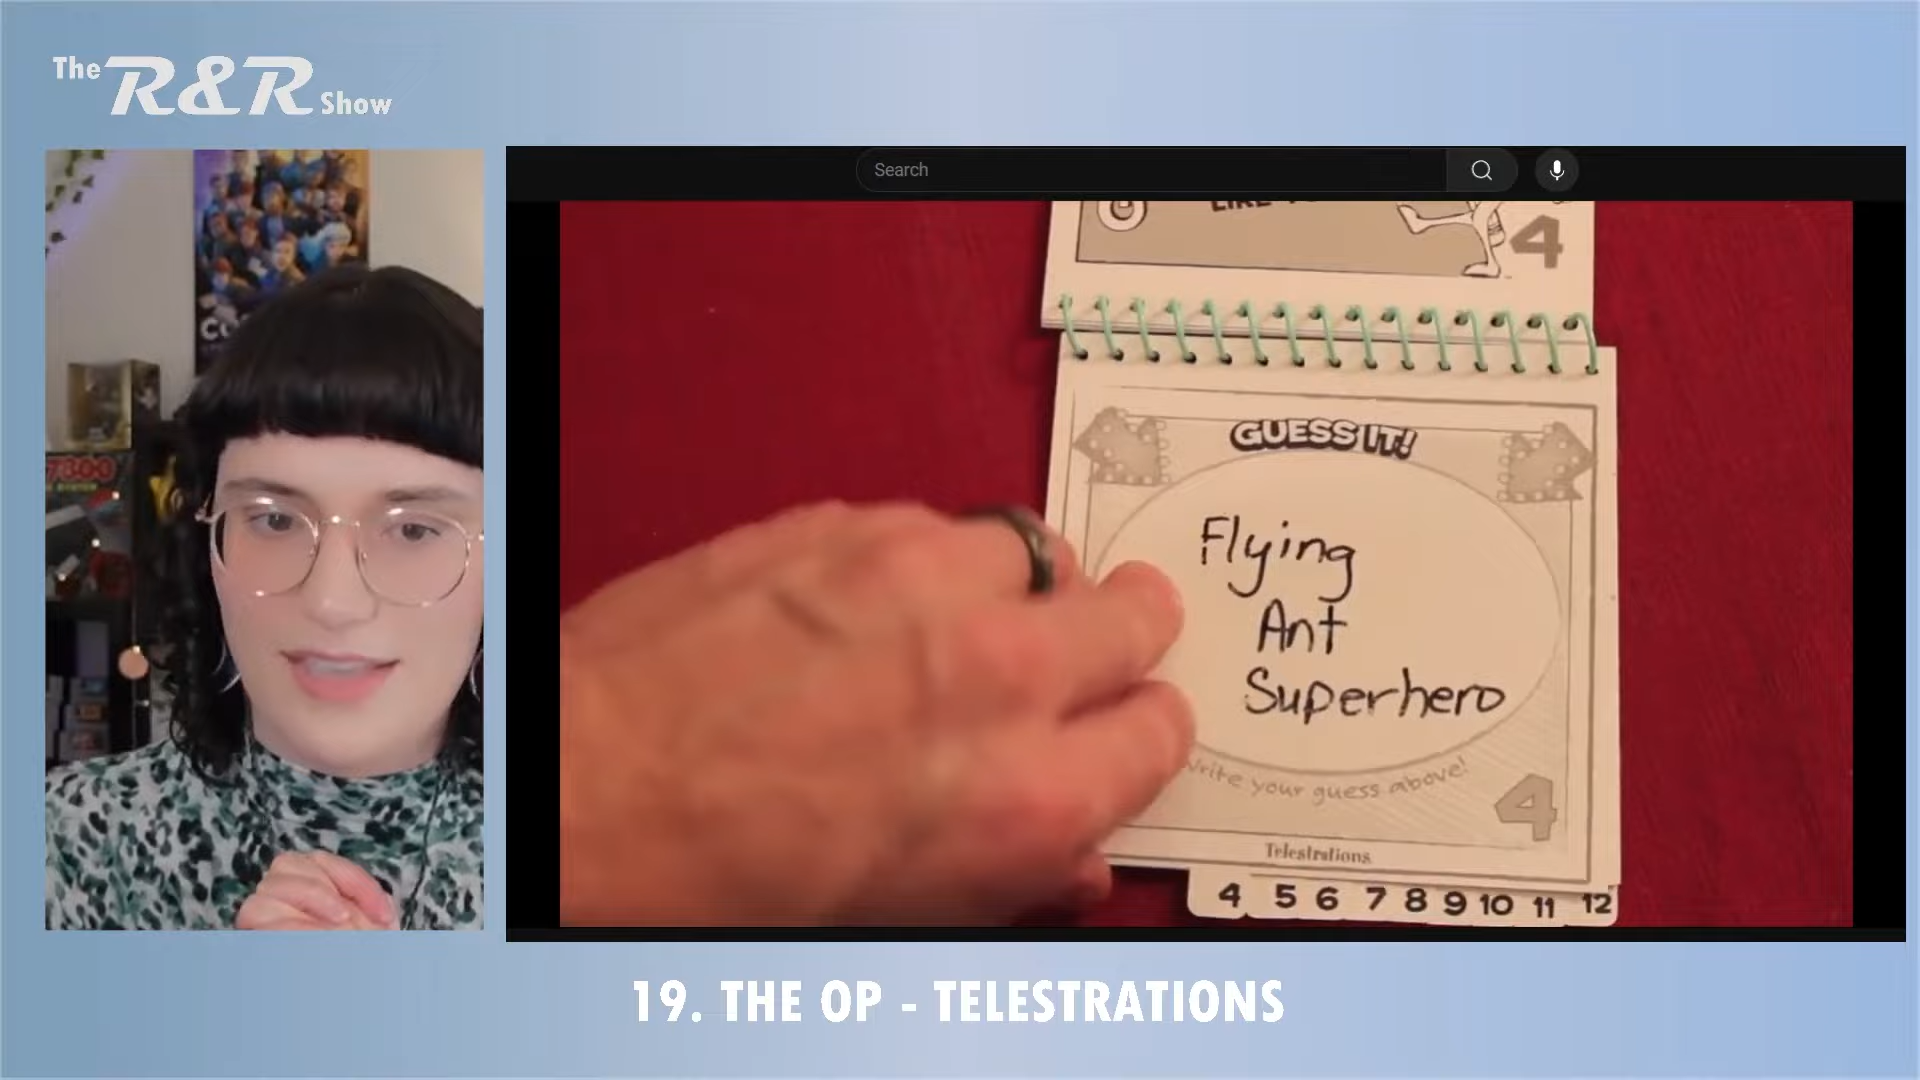 The R&R Show
Search
4
GUESS IT!
Flying
Ant
Superhero
Write your guess above!
4
Telestrations
4 5 6 7 8 9 10 11 12
7800
19. THE OP - TELESTRATIONS